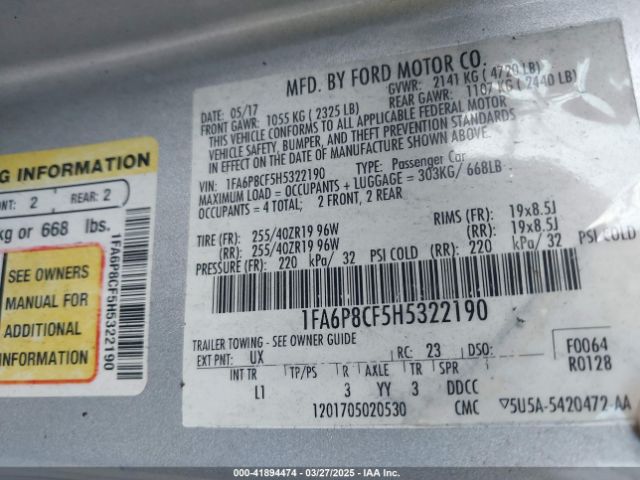 MFD. BY FORD MOTOR CO.
DATE: 05/17 GVWR: 2141 KG ( 4720 LB)
FRONT GAWR: 1055 KG ( 2325 LB) REAR GAWR: 1107 KG ( 2440 LB)
THIS VEHICLE CONFORMS TO ALL APPLICABLE FEDERAL MOTOR
VEHICLE SAFETY, BUMPER, AND THEFT PREVENTION STANDARDS
IN EFFECT ON THE DATE OF MANUFACTURE SHOWN ABOVE.
VIN: 1FA6P8CF5H5322190 TYPE: Passenger Car
MAXIMUM LOAD = OCCUPANTS + LUGGAGE = 303KG/ 668LB
OCCUPANTS = 4 TOTAL; 2 FRONT, 2 REAR
TIRE (FR): 255/40ZR19 96W RIMS (FR): 19x8.5J
(RR): 255/40ZR19 96W (RR): 19x8.5J
PRESSURE (FR): 220 kPa/ 32 PSI COLD (RR): 220 kPa/ 32 PSI COLD
1FA6P8CF5H5322190
TRAILER TOWING - SEE OWNER GUIDE
EXT PNT: UX RC: 23 DSO: F0064
R0128
INT TR TP/PS R AXLE TR SPR
L1 3 YY 3 DDCC
1201705020530 CMC 5U5A-5420472-AA
G INFORMATION
NT: 2 REAR: 2
kg or 668 lbs.
SEE OWNERS
MANUAL FOR
ADDITIONAL
INFORMATION
1FA6P8CF5H5322190
000-41894474 | 03/27/2025 | IAA Inc.